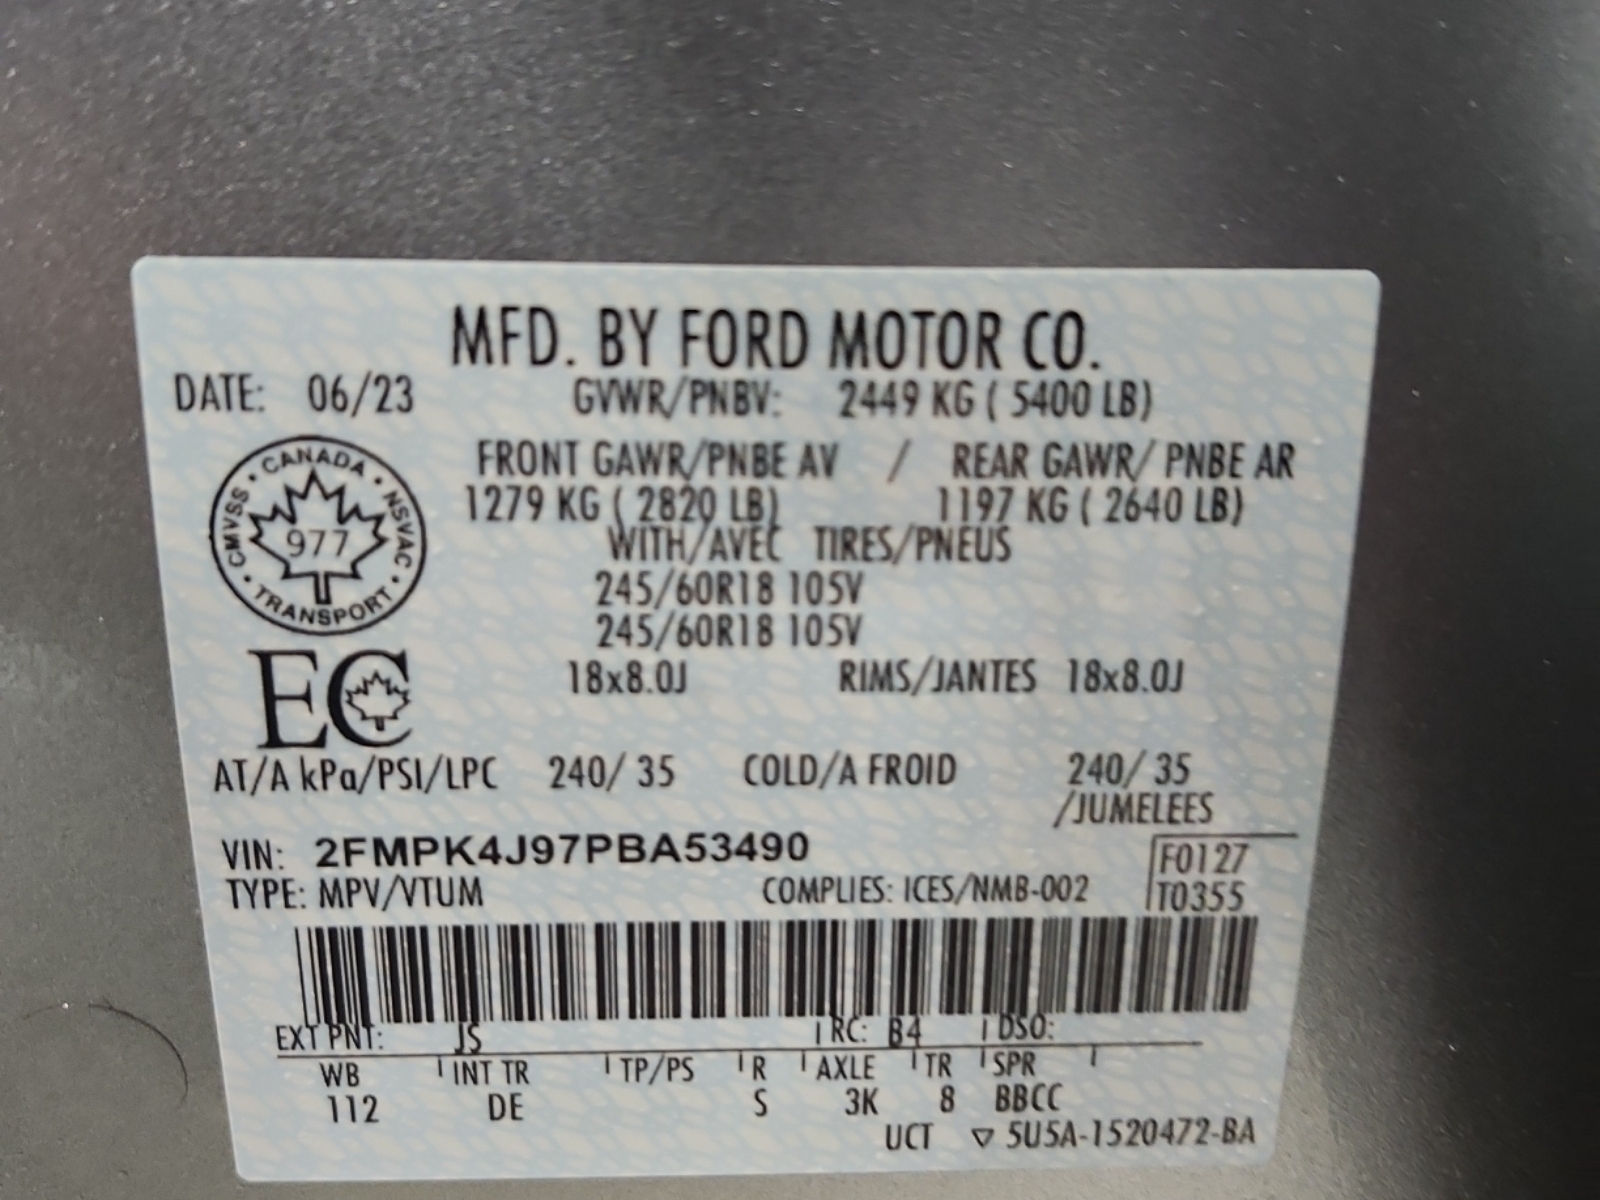 MFD. BY FORD MOTOR CO.
DATE: 06/23 GVWR/PNBV: 2449 KG ( 5400 LB)
FRONT GAWR/PNBE AV / REAR GAWR/ PNBE AR
1279 KG ( 2820 LB) 1197 KG ( 2640 LB)
WITH/AVEC TIRES/PNEUS
245/60R18 105V
245/60R18 105V
CANADA
CMVSS 977 NSVAC
TRANSPORT
EC
18x8.0J RIMS/JANTES 18x8.0J
AT/A kPa/PSI/LPC 240/ 35 COLD/A FROID 240/ 35
/JUMELEES
VIN: 2FMPK4J97PBA53490 F0127
TYPE: MPV/VTUM COMPLIES: ICES/NMB-002 T0355
EXT PNT: JS RC: B4 DSO:
WB INT TR TP/PS R AXLE TR SPR
112 DE S 3K 8 BBCC
UCT ▽ 5U5A-1520472-BA